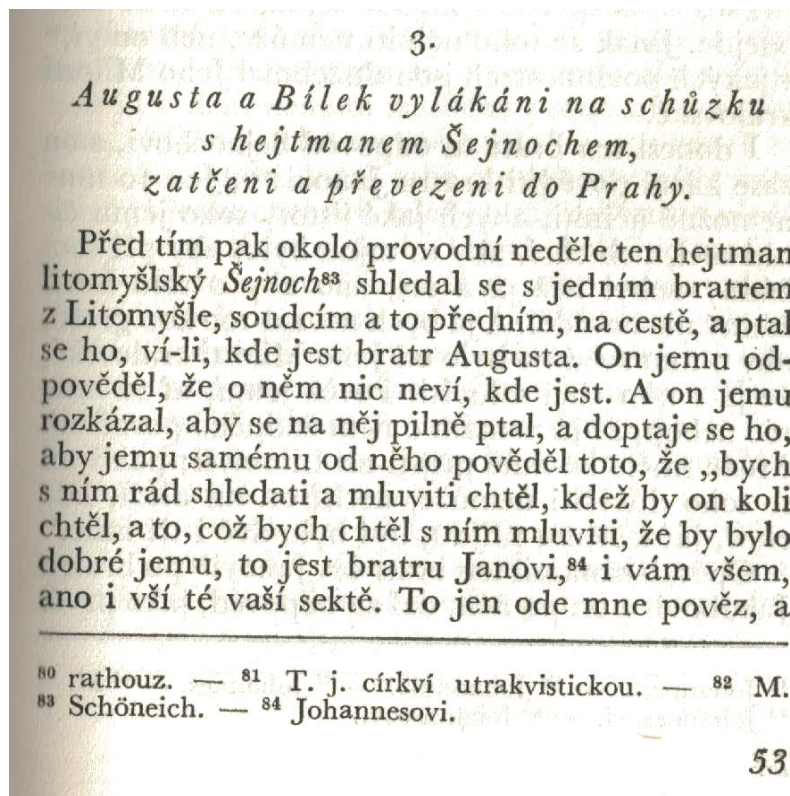 3.
Augusta a Bílek vylákáni na schůzku
s hejtmanem Šejnochem,
zatčeni a převezeni do Prahy.
Před tím pak okolo provodní neděle ten hejtman
litomyšlský Šejnoch⁸³ shledal se s jedním bratrem
z Litomyšle, soudcím a to předním, na cestě, a ptal
se ho, ví-li, kde jest bratr Augusta. On jemu od-
pověděl, že o něm nic neví, kde jest. A on jemu
rozkázal, aby se na něj pilně ptal, a doptaje se ho,
aby jemu samému od něho pověděl toto, že „bych
s ním rád shledati a mluviti chtěl, kdež by on koli
chtěl, a to, což bych chtěl s ním mluviti, že by bylo
dobré jemu, to jest bratru Janovi,⁸⁴ i vám všem,
ano i vší té vaší sektě. To jen ode mne pověz, a
⁸⁰ rathouz. — ⁸¹ T. j. církví utrakvistickou. — ⁸² M.
⁸³ Schöneich. — ⁸⁴ Johannesovi.
53